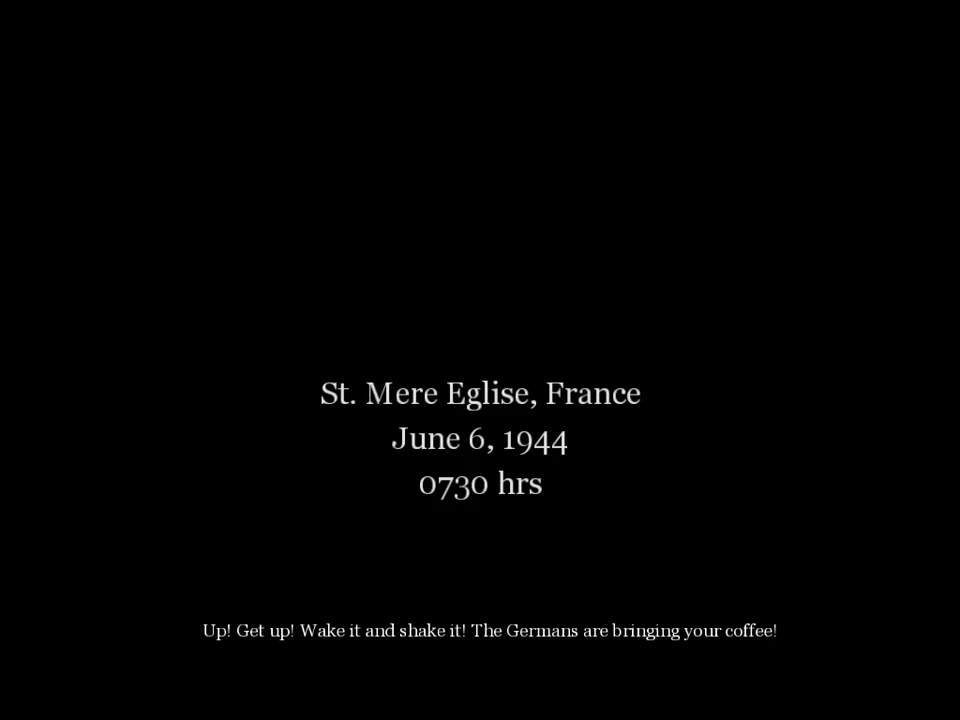 St. Mere Eglise, France
June 6, 1944
0730 hrs
Up! Get up! Wake it and shake it! The Germans are bringing your coffee!